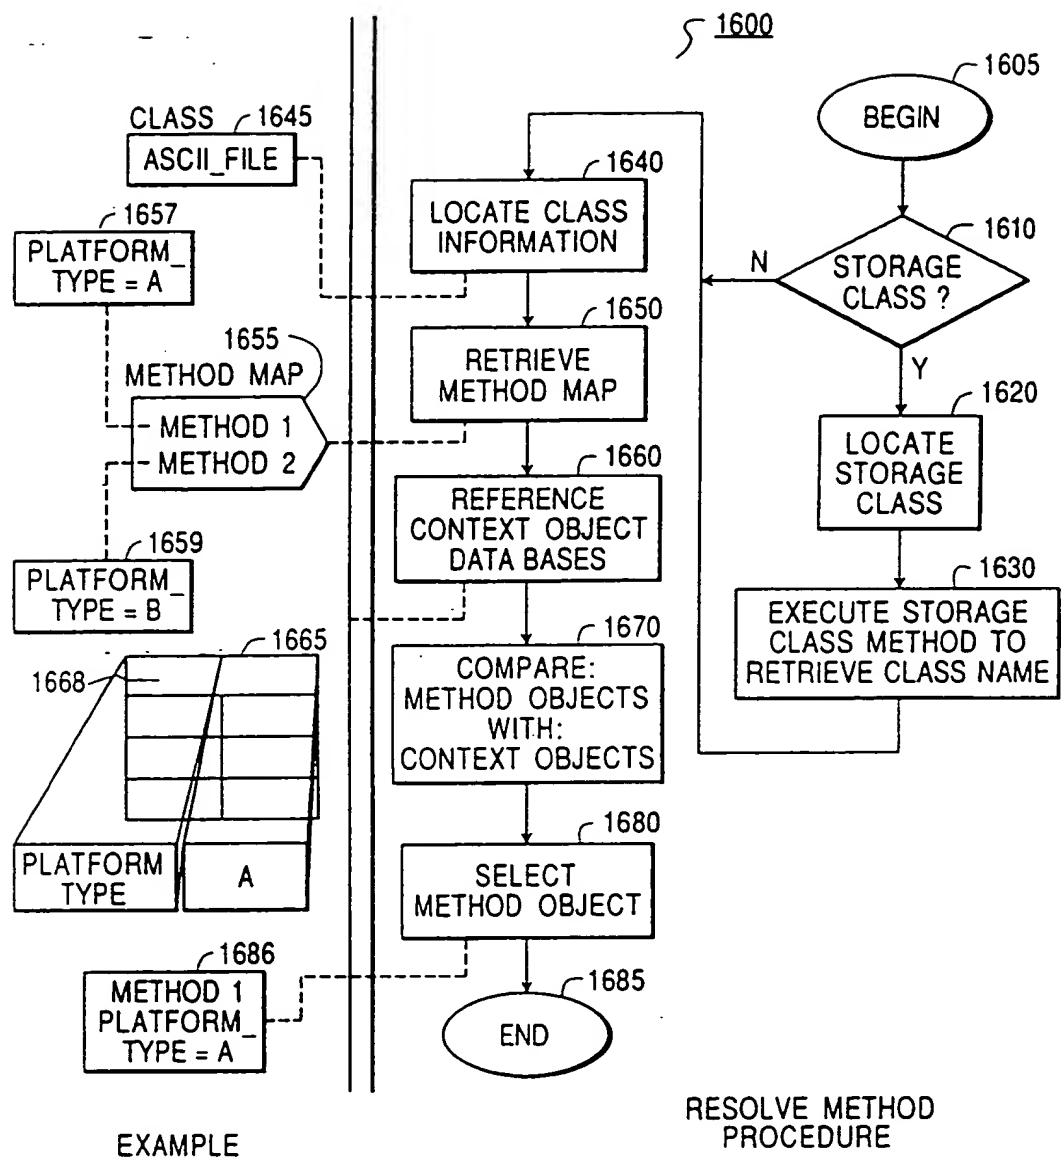 1600
1605
BEGIN
CLASS
1645
ASCII_FILE
1640
LOCATE CLASS
INFORMATION
1657
PLATFORM_
TYPE = A
1610
STORAGE
CLASS ?
N
Y
1650
RETRIEVE
METHOD MAP
1655
METHOD MAP
METHOD 1
METHOD 2
1620
LOCATE
STORAGE
CLASS
1660
REFERENCE
CONTEXT OBJECT
DATA BASES
1659
PLATFORM_
TYPE = B
1630
EXECUTE STORAGE
CLASS METHOD TO
RETRIEVE CLASS NAME
1665
1668
PLATFORM
TYPE
A
1670
COMPARE:
METHOD OBJECTS
WITH:
CONTEXT OBJECTS
1680
SELECT
METHOD OBJECT
1686
METHOD 1
PLATFORM_
TYPE = A
1685
END
EXAMPLE
RESOLVE METHOD
PROCEDURE